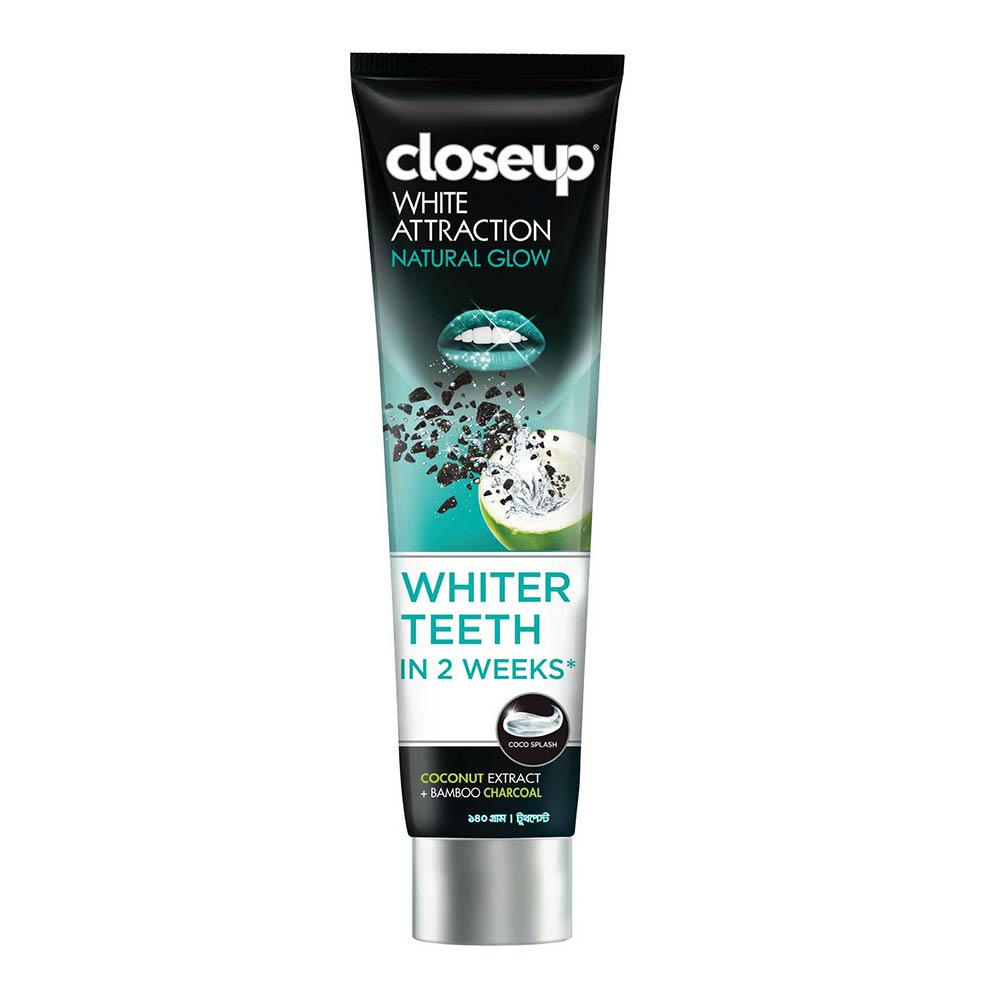 closeup®
WHITE
ATTRACTION
NATURAL GLOW
WHITER
TEETH
IN 2 WEEKS*
COCO SPLASH
COCONUT EXTRACT
+ BAMBOO CHARCOAL
১৪০ গ্রাম | টুথপেস্ট